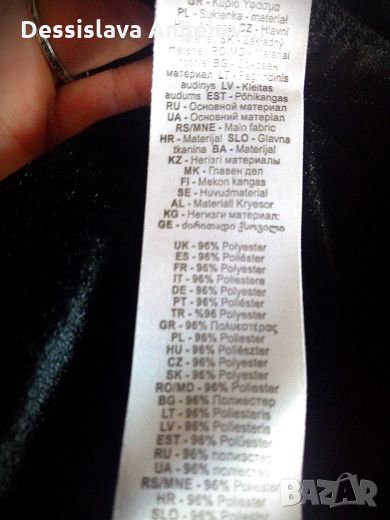 Dessislava
GR - Κύριο Ύφασμα
PL - Sukienka - materiał
CZ - Hlavní
RO/MD - Material
BG -
материал LT - Pagrindinis
audinys LV - Kleitas
audums EST - Põhikangas
RU - Основной материал
UA - Основний матеріал
RS/MNE - Main fabric
HR - Materijal SLO - Glavna
tkanina BA - Materijal
KZ - Негізгі материалы
MK - Главен дел
FI - Mekon kangas
SE - Huvudmaterial
AL - Materiali Kryesor
KG - Негизги материал:
GE - ძირითადი ქსოვილი
UK - 96% Polyester
ES - 96% Poliéster
FR - 96% Polyester
IT - 96% Poliestere
DE - 96% Polyester
PT - 96% Poliéster
TR - %96 Polyester
GR - 96% Πολυεστέρας
PL - 96% Poliester
HU - 96% Poliészter
CZ - 96% Polyester
SK - 96% Polyester
RO/MD - 96% Poliester
BG - 96% Полиестер
LT - 96% Poliesteris
LV - 96% Poliesteris
EST - 96% Polüester
RU - 96% полиэстер
UA - 96% поліестер
RS/MNE - 96% Poliester
HR - 96% Poliester
SLO - 96% Poliester
BAZAR